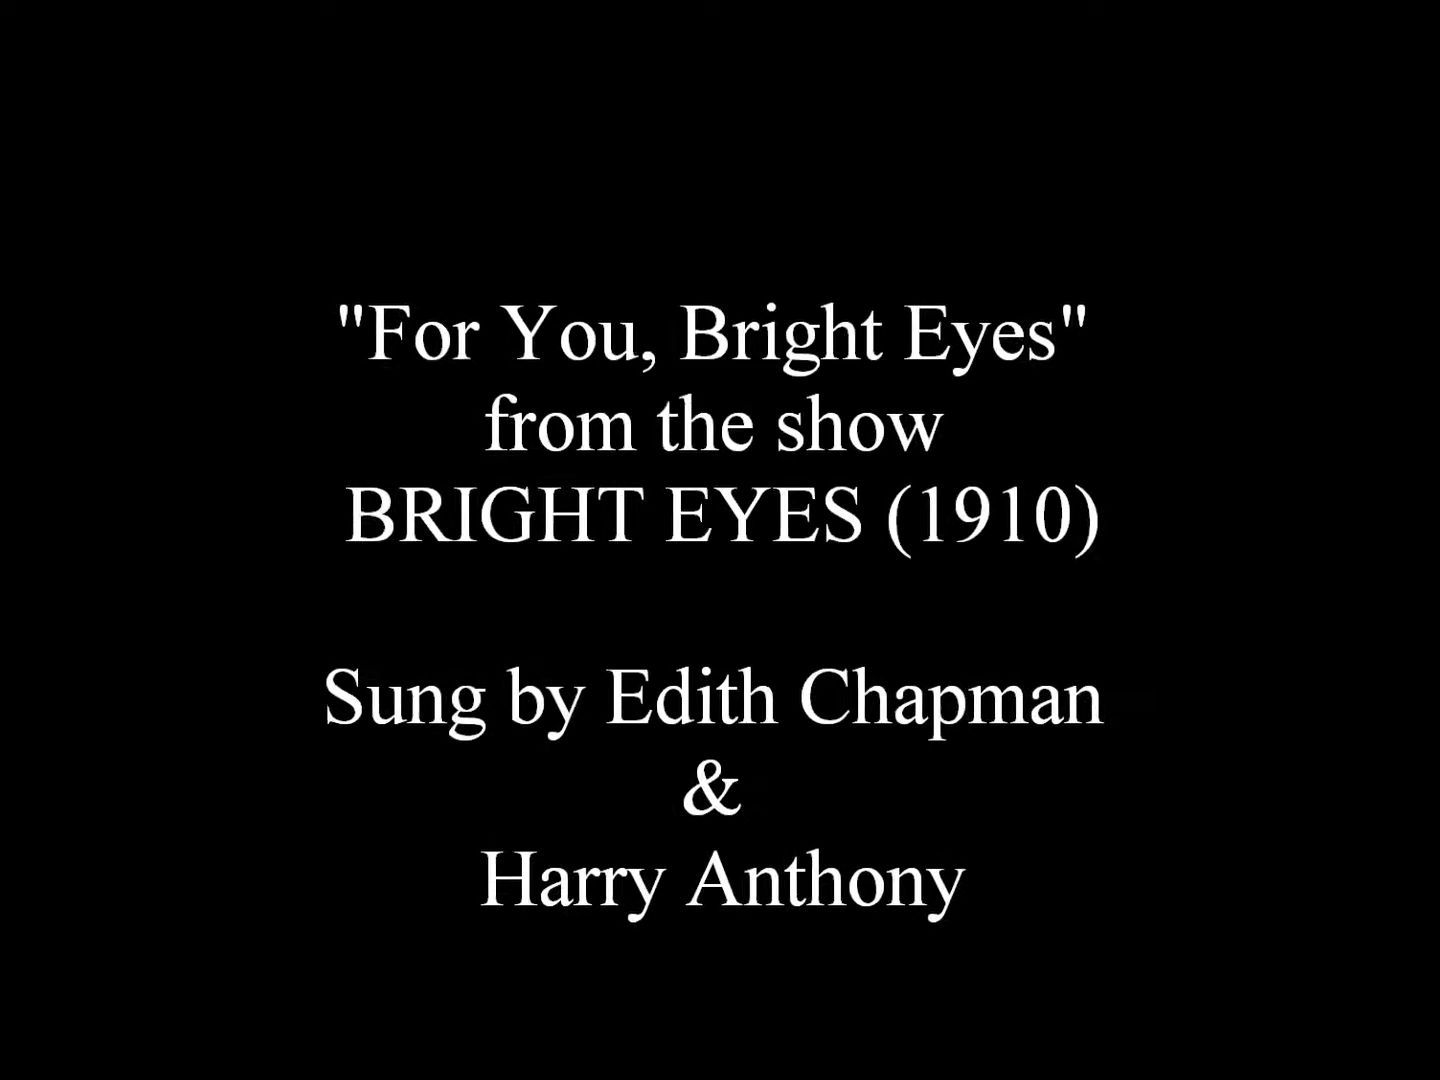 "For You, Bright Eyes"
from the show
BRIGHT EYES (1910)
Sung by Edith Chapman
&
Harry Anthony